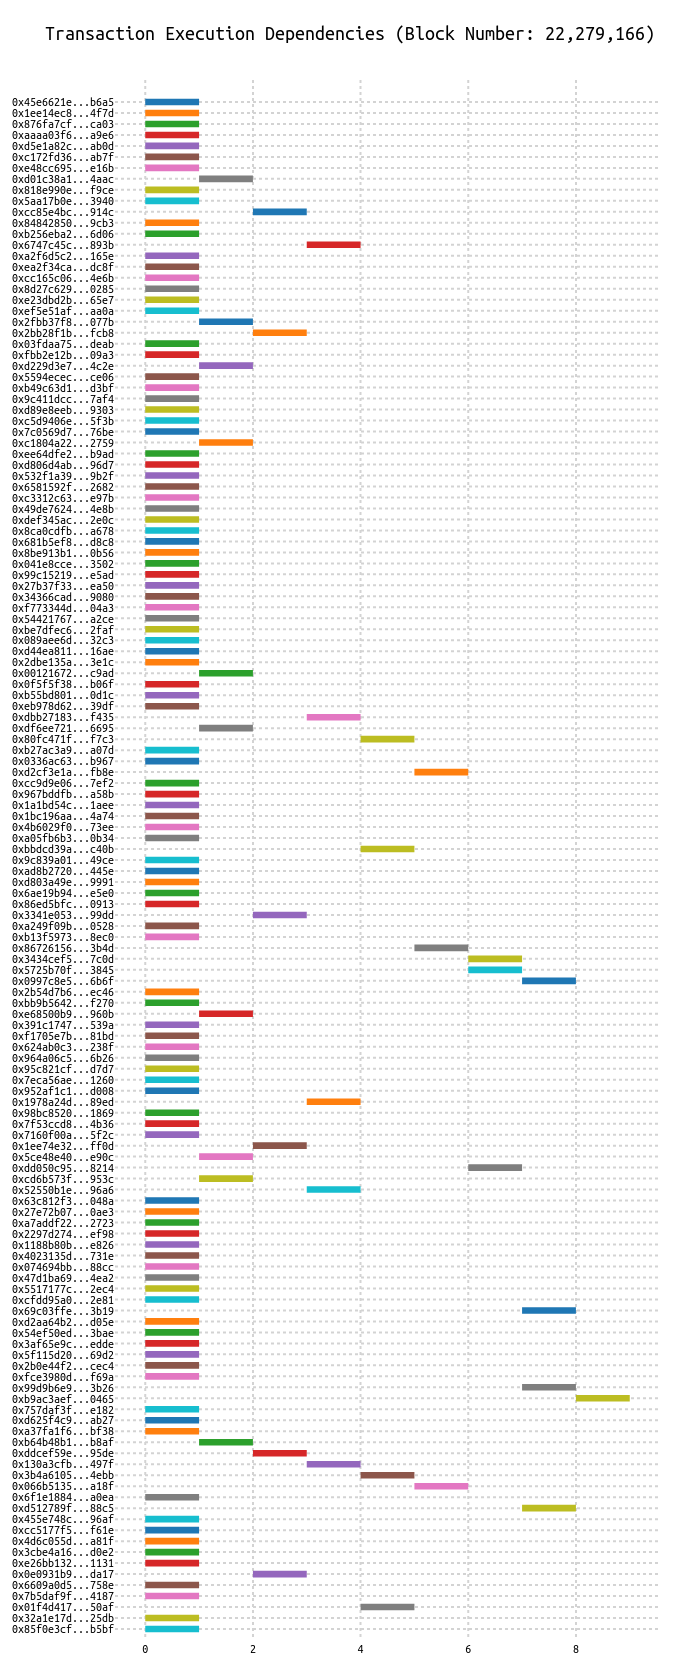 Transaction Execution Dependencies (Block Number: 22,279,166)
0x45e6621e...b6a5
0x1ee14ec8...4f7d
0x876fa7cf...ca03
0xaaaa03f6...a9e6
0xd5e1a82c...ab0d
0xc172fd36...ab7f
0xe48cc695...e16b
0xd01c38a1...4aac
0x818e990e...f9ce
0x5aa17b0e...3940
0xcc85e4bc...914c
0x84842850...9cb3
0xb256eba2...6d06
0x6747c45c...893b
0xa2f6d5c2...165e
0xea2f34ca...dc8f
0xcc165c06...4e6b
0x8d27c629...0285
0xe23dbd2b...65e7
0xef5e51af...aa0a
0x2fbb37f8...077b
0x2bb28f1b...fcb8
0x03fdaa75...deab
0xfbb2e12b...09a3
0xd229d3e7...4c2e
0x5594ecec...ce06
0xb49c63d1...d3bf
0x9c411dcc...7af4
0xd89e8eeb...9303
0xc5d9406e...5f3b
0x7c0569d7...76be
0xc1804a22...2759
0xee64dfe2...b9ad
0xd806d4ab...96d7
0x532f1a39...9b2f
0x6581592f...2682
0xc3312c63...e97b
0x49de7624...4e8b
0xdef345ac...2e0c
0x8ca0cdfb...a678
0x681b5ef8...d8c8
0x8be913b1...0b56
0x041e8cce...3502
0x99c15219...e5ad
0x27b37f33...ea50
0x34366cad...9080
0xf773344d...04a3
0x54421767...a2ce
0xbe7dfec6...2faf
0x089aee6d...32c3
0xd44ea811...16ae
0x2dbe135a...3e1c
0x00121672...c9ad
0x0f5f5f38...b06f
0xb55bd801...0d1c
0xeb978d62...39df
0xdbb27183...f435
0xdf6ee721...6695
0x80fc471f...f7c3
0xb27ac3a9...a07d
0x0336ac63...b967
0xd2cf3e1a...fb8e
0xcc9d9e06...7ef2
0x967bddfb...a58b
0x1a1bd54c...1aee
0x1bc196aa...4a74
0x4b6029f0...73ee
0xa05fb6b3...0b34
0xbbdcd39a...c40b
0x9c839a01...49ce
0xad8b2720...445e
0xd803a49e...9991
0x6ae19b94...e5e0
0x86ed5bfc...0913
0x3341e053...99dd
0xa249f09b...0528
0xb13f5973...8ec0
0x86726156...3b4d
0x3434cef5...7c0d
0x5725b70f...3845
0x0997c8e5...6b6f
0x2b54d7b6...ec46
0xbb9b5642...f270
0xe68500b9...960b
0x391c1747...539a
0xf1705e7b...81bd
0x624ab0c3...238f
0x964a06c5...6b26
0x95c821cf...d7d7
0x7eca56ae...1260
0x952af1c1...d008
0x1978a24d...89ed
0x98bc8520...1869
0x7f53ccd8...4b36
0x7160f00a...5f2c
0x1ee74e32...ff0d
0x5ce48e40...e90c
0xdd050c95...8214
0xcd6b573f...953c
0x52550b1e...96a6
0x63c812f3...048a
0x27e72b07...0ae3
0xa7addf22...2723
0x2297d274...ef98
0x1188b80b...e826
0x4023135d...731e
0x074694bb...88cc
0x47d1ba69...4ea2
0x5517177c...2ec4
0xcfdd95a0...2e81
0x69c03ffe...3b19
0xd2aa64b2...d05e
0x54ef50ed...3bae
0x3af65e9c...edde
0x5f115d20...69d2
0x2b0e44f2...cec4
0xfce3980d...f69a
0x99d9b6e9...3b26
0xb9ac3aef...0465
0x757daf3f...e182
0xd625f4c9...ab27
0xa37fa1f6...bf38
0xb64b48b1...b8af
0xddcef59e...95de
0x130a3cfb...497f
0x3b4a6105...4ebb
0x066b5135...a18f
0x6f1e1884...a0ea
0xd512789f...88c5
0x455e748c...96af
0xcc5177f5...f61e
0x4d6c055d...a81f
0x3cbe4a16...d0e2
0xe26bb132...1131
0x0e0931b9...da17
0x6609a0d5...758e
0x7b5daf9f...4187
0x01f4d417...50af
0x32a1e17d...25db
0x85f0e3cf...b5bf
0 2 4 6 8